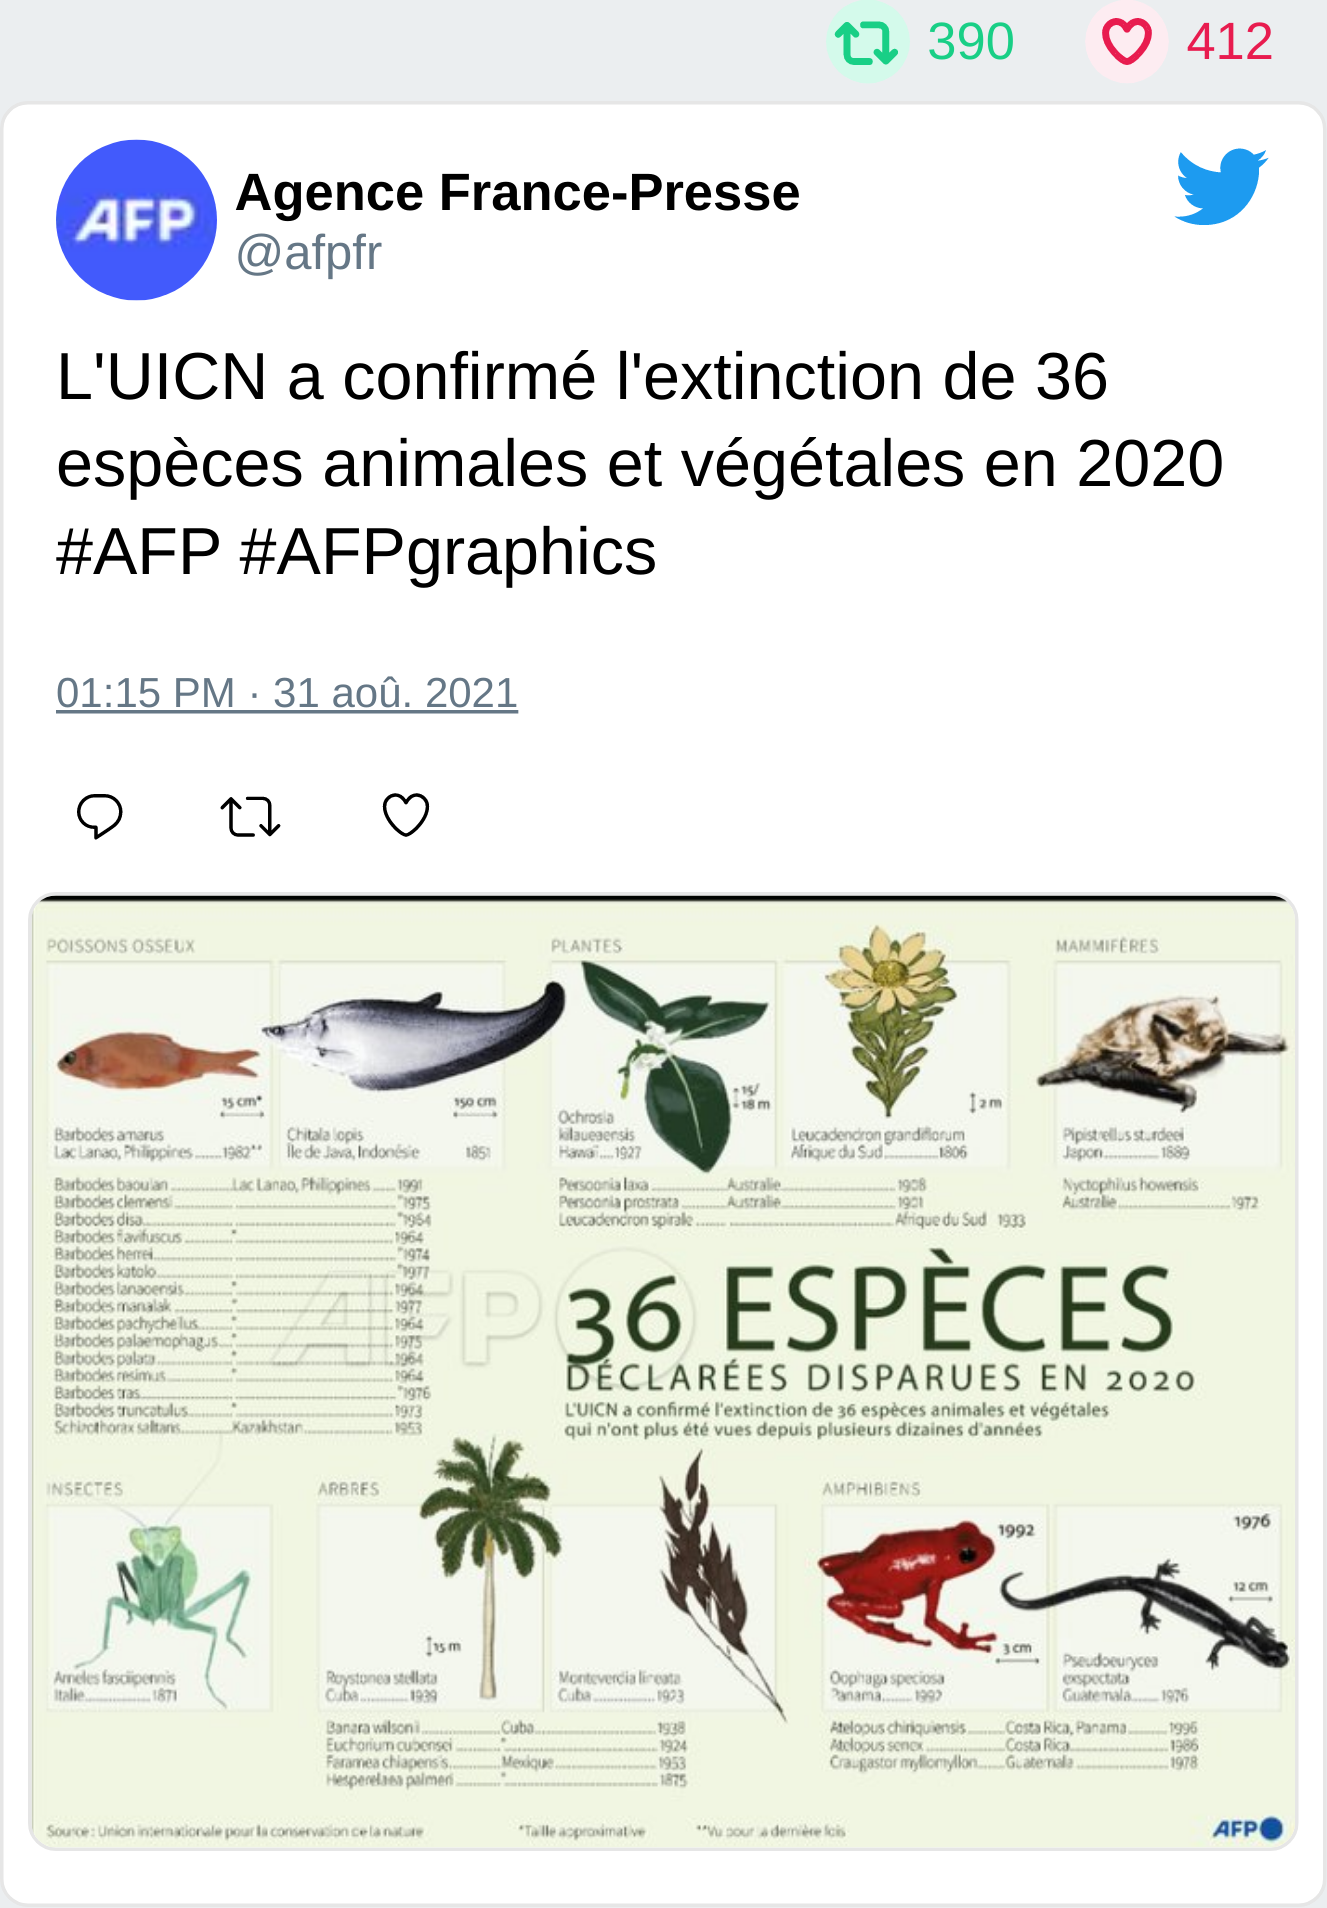 390 412
AFP
Agence France-Presse
@afpfr
L'UICN a confirmé l'extinction de 36
espèces animales et végétales en 2020
#AFP #AFPgraphics
01:15 PM · 31 aoû. 2021
POISSONS OSSEUX
15 cm*
Barbodes amarus
Lac Lanao, Philippines ......1982**
150 cm
Chitala lopis
Île de Java, Indonésie 1851
Barbodes baoulan ........ Lac Lanao, Philippines ..... 1991
Barbodes clemensi ........ "1975
Barbodes disa ........ "1964
Barbodes flavifuscus ........ " ........ 1964
Barbodes herrei ........ "1974
Barbodes katolo ........ "1977
Barbodes lanaoensis ........ " ........ 1964
Barbodes manalak ........ " ........ 1977
Barbodes pachycheilus ........ " ........ 1964
Barbodes palaemophagus ........ " ........ 1975
Barbodes palata ........ " ........ 1964
Barbodes resimus ........ " ........ 1964
Barbodes tras ........ "1976
Barbodes truncatulus ........ " ........ 1973
Schizothorax saltans ........ Kazakhstan ........ 1953
PLANTES
15/
18 m
Ochrosia
kilaueaensis
Hawaï.....1927
2 m
Leucadendron grandiflorum
Afrique du Sud ........ 1806
Persoonia laxa ........ Australie ........ 1908
Persoonia prostrata ........ Australie ........ 1901
Leucadendron spirale ........ Afrique du Sud 1933
MAMMIFÈRES
Pipistrellus sturdeei
Japon ........ 1889
Nyctophilus howensis
Australie ........ 1972
AFP
36 ESPÈCES
DÉCLARÉES DISPARUES EN 2020
L'UICN a confirmé l'extinction de 36 espèces animales et végétales
qui n'ont plus été vues depuis plusieurs dizaines d'années
INSECTES
Ameles fasciipennis
Italie ........ 1871
ARBRES
15 m
Roystonea stellata
Cuba ........ 1939
Monteverdia lineata
Cuba ........ 1923
Banara wilsonii ........ Cuba ........ 1938
Euchorium cubensei ........ " ........ 1924
Faramea chiapensis ........ Mexique ........ 1953
Hesperelaea palmeri ........ " ........ 1875
AMPHIBIENS
1992
3 cm
Oophaga speciosa
Panama ........ 1992
1976
12 cm
Pseudoeurycea
exspectata
Guatemala ........ 1976
Atelopus chiriquiensis ........ Costa Rica, Panama ........ 1996
Atelopus senex ........ Costa Rica ........ 1986
Craugastor myllomyllon ........ Guatemala ........ 1978
Source : Union internationale pour la conservation de la nature *Taille approximative **Vu pour la dernière fois
AFP